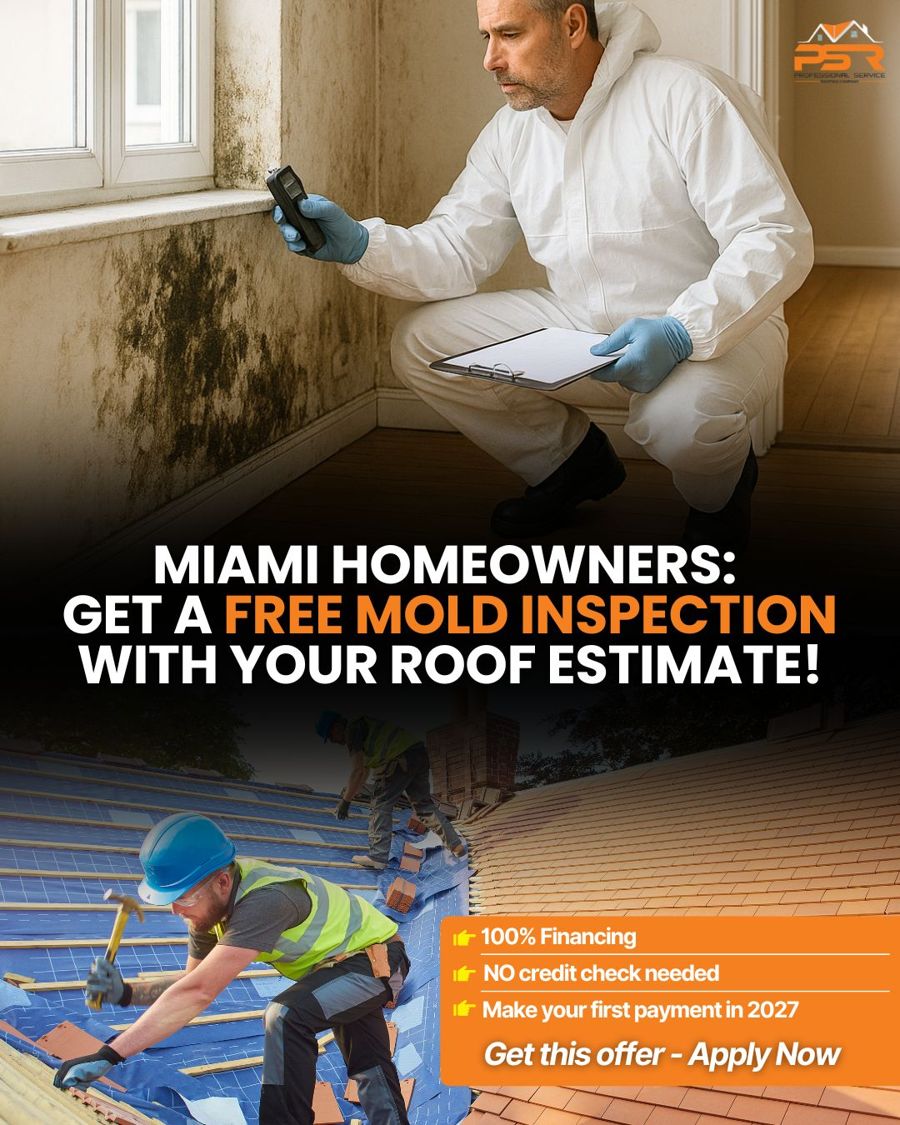 PSR
PROFESSIONAL SERVICE
MIAMI HOMEOWNERS:
GET A FREE MOLD INSPECTION
WITH YOUR ROOF ESTIMATE!
👉 100% Financing
👉 NO credit check needed
👉 Make your first payment in 2027
Get this offer - Apply Now